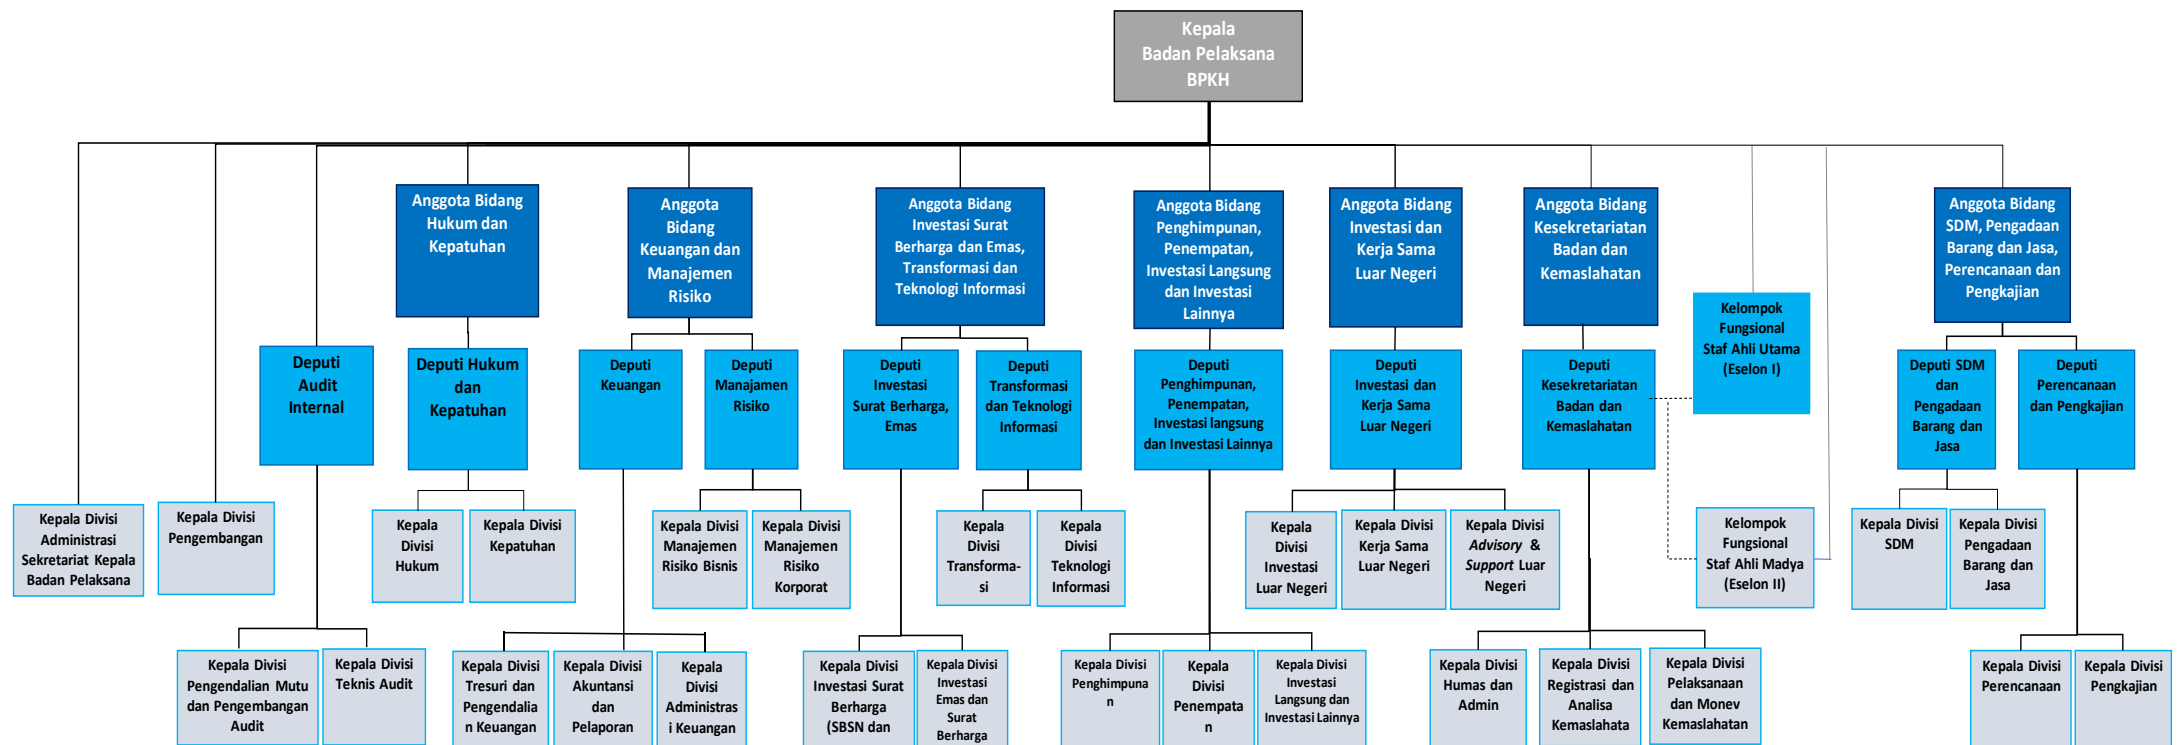 Kepala
Badan Pelaksana
BPKH
Anggota Bidang
Hukum dan
Kepatuhan
Anggota
Bidang
Keuangan dan
Manajemen
Risiko
Anggota Bidang
Investasi Surat
Berharga dan Emas,
Transformasi dan
Teknologi Informasi
Anggota Bidang
Penghimpunan,
Penempatan,
Investasi Langsung
dan Investasi
Lainnya
Anggota Bidang
Investasi dan
Kerja Sama
Luar Negeri
Anggota Bidang
Kesekretariatan
Badan dan
Kemaslahatan
Anggota Bidang
SDM, Pengadaan
Barang dan Jasa,
Perencanaan dan
Pengkajian
Kelompok
Fungsional
Staf Ahli Utama
(Eselon I)
Deputi
Audit
Internal
Deputi Hukum
dan
Kepatuhan
Deputi
Keuangan
Deputi
Manajamen
Risiko
Deputi
Investasi
Surat Berharga,
Emas
Deputi
Transformasi
dan Teknologi
Informasi
Deputi
Penghimpunan,
Penempatan,
Investasi langsung
dan Investasi Lainnya
Deputi
Investasi dan
Kerja Sama
Luar Negeri
Deputi
Kesekretariatan
Badan dan
Kemaslahatan
Deputi SDM
dan
Pengadaan
Barang dan
Jasa
Deputi
Perencanaan
dan Pengkajian
Kepala Divisi
Administrasi
Sekretariat Kepala
Badan Pelaksana
Kepala Divisi
Pengembangan
Kepala
Divisi
Hukum
Kepala Divisi
Kepatuhan
Kepala Divisi
Manajemen
Risiko Bisnis
Kepala Divisi
Manajemen
Risiko
Korporat
Kepala
Divisi
Transforma-
si
Kepala
Divisi
Teknologi
Informasi
Kepala
Divisi
Investasi
Luar Negeri
Kepala Divisi
Kerja Sama
Luar Negeri
Kepala Divisi
Advisory &
Support Luar
Negeri
Kelompok
Fungsional
Staf Ahli Madya
(Eselon II)
Kepala Divisi
SDM
Kepala Divisi
Pengadaan
Barang dan
Jasa
Kepala Divisi
Pengendalian Mutu
dan Pengembangan
Audit
Kepala Divisi
Teknis Audit
Kepala Divisi
Tresuri dan
Pengendalia
n Keuangan
Kepala Divisi
Akuntansi
dan
Pelaporan
Kepala
Divisi
Administras
i Keuangan
Kepala Divisi
Investasi Surat
Berharga
(SBSN dan
Kepala Divisi
Investasi
Emas dan
Surat
Berharga
Kepala Divisi
Penghimpuna
n
Kepala
Divisi
Penempata
n
Kepala Divisi
Investasi
Langsung dan
Investasi Lainnya
Kepala Divisi
Humas dan
Admin
Kepala Divisi
Registrasi dan
Analisa
Kemaslahata
Kepala Divisi
Pelaksanaan
dan Monev
Kemaslahatan
Kepala Divisi
Perencanaan
Kepala Divisi
Pengkajian